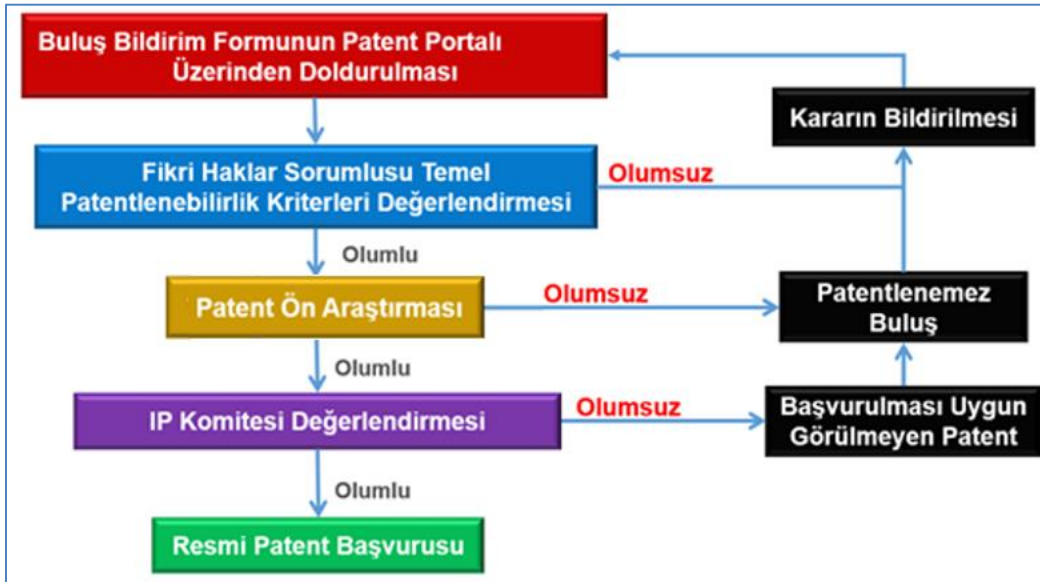 Buluş Bildirim Formunun Patent Portalı
Üzerinden Doldurulması
Kararın Bildirilmesi
Fikri Haklar Sorumlusu Temel
Patentlenebilirlik Kriterleri Değerlendirmesi
Olumsuz
Olumlu
Patent Ön Araştırması
Olumsuz
Patentlenemez
Buluş
Olumlu
IP Komitesi Değerlendirmesi
Olumsuz
Başvurulması Uygun
Görülmeyen Patent
Olumlu
Resmi Patent Başvurusu